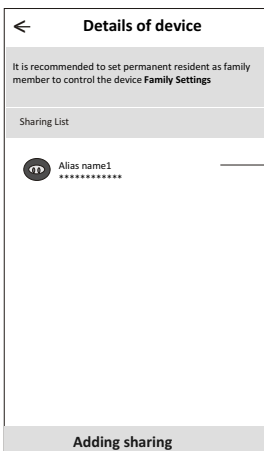 Details of device
It is recommended to set permanent resident as family
member to control the device Family Settings
Sharing List
Alias name1
************
Adding sharing